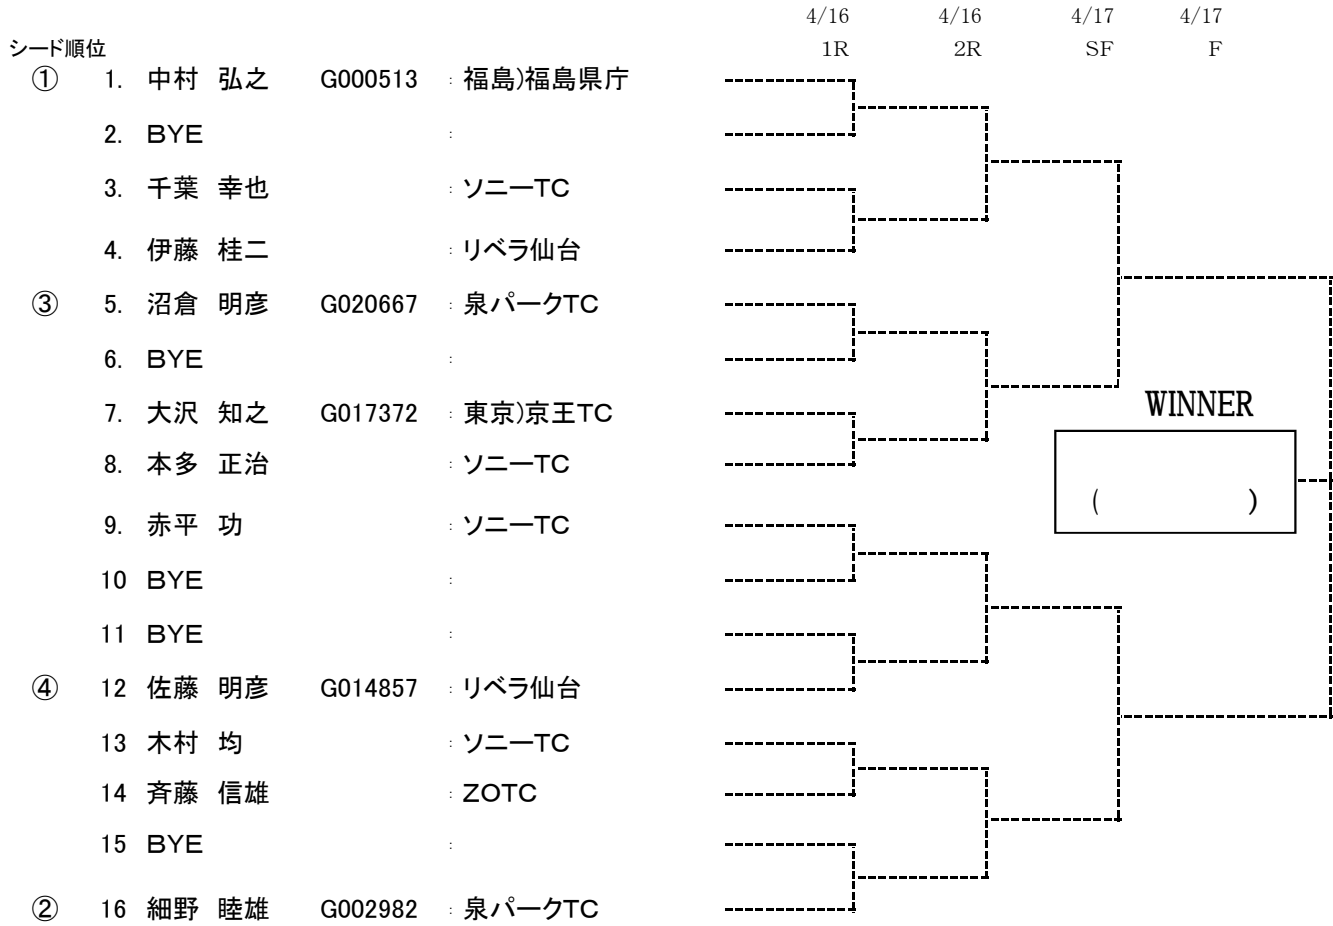 4/16 4/16 4/17 4/17
シード順位 1R 2R SF F
① 1. 中村 弘之 G000513 : 福島)福島県庁
2. BYE :
3. 千葉 幸也 : ソニーTC
4. 伊藤 桂二 : リベラ仙台
③ 5. 沼倉 明彦 G020667 : 泉パークTC
6. BYE :
7. 大沢 知之 G017372 : 東京)京王TC
WINNER
8. 本多 正治 : ソニーTC
( )
9. 赤平 功 : ソニーTC
10 BYE :
11 BYE :
④ 12 佐藤 明彦 G014857 : リベラ仙台
13 木村 均 : ソニーTC
14 斉藤 信雄 : ZOTC
15 BYE :
② 16 細野 睦雄 G002982 : 泉パークTC